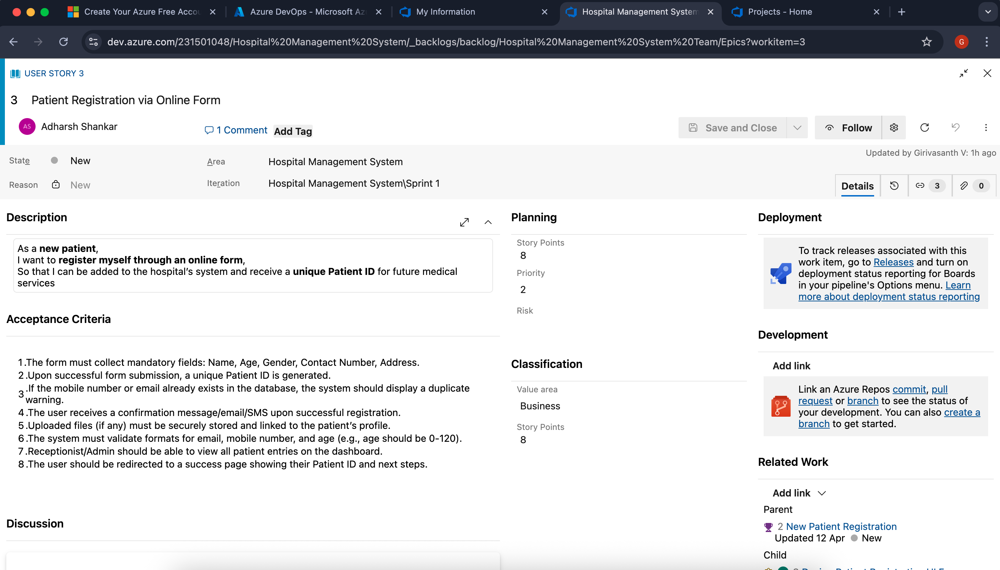 Create Your Azure Free Accou
Azure DevOps - Microsoft Az
My Information
Hospital Management System
Projects - Home
dev.azure.com/231501048/Hospital%20Management%20System/_backlogs/backlog/Hospital%20Management%20System%20Team/Epics?workitem=3
G
USER STORY 3
3 Patient Registration via Online Form
AS Adharsh Shankar
1 Comment
Add Tag
Save and Close
Follow
Updated by Girivasanth V: 1h ago
State New
Area Hospital Management System
Reason New
Iteration Hospital Management System\Sprint 1
Details
3
0
Description
As a new patient,
I want to register myself through an online form,
So that I can be added to the hospital’s system and receive a unique Patient ID for future medical
services
Acceptance Criteria
1.The form must collect mandatory fields: Name, Age, Gender, Contact Number, Address.
2.Upon successful form submission, a unique Patient ID is generated.
3.If the mobile number or email already exists in the database, the system should display a duplicate
warning.
4.The user receives a confirmation message/email/SMS upon successful registration.
5.Uploaded files (if any) must be securely stored and linked to the patient’s profile.
6.The system must validate formats for email, mobile number, and age (e.g., age should be 0-120).
7.Receptionist/Admin should be able to view all patient entries on the dashboard.
8.The user should be redirected to a success page showing their Patient ID and next steps.
Discussion
Planning
Story Points
8
Priority
2
Risk
Classification
Value area
Business
Story Points
8
Deployment
To track releases associated with this
work item, go to Releases and turn on
deployment status reporting for Boards
in your pipeline's Options menu. Learn
more about deployment status reporting
Development
Add link
Link an Azure Repos commit, pull
request or branch to see the status of
your development. You can also create a
branch to get started.
Related Work
Add link
Parent
2 New Patient Registration
Updated 12 Apr New
Child